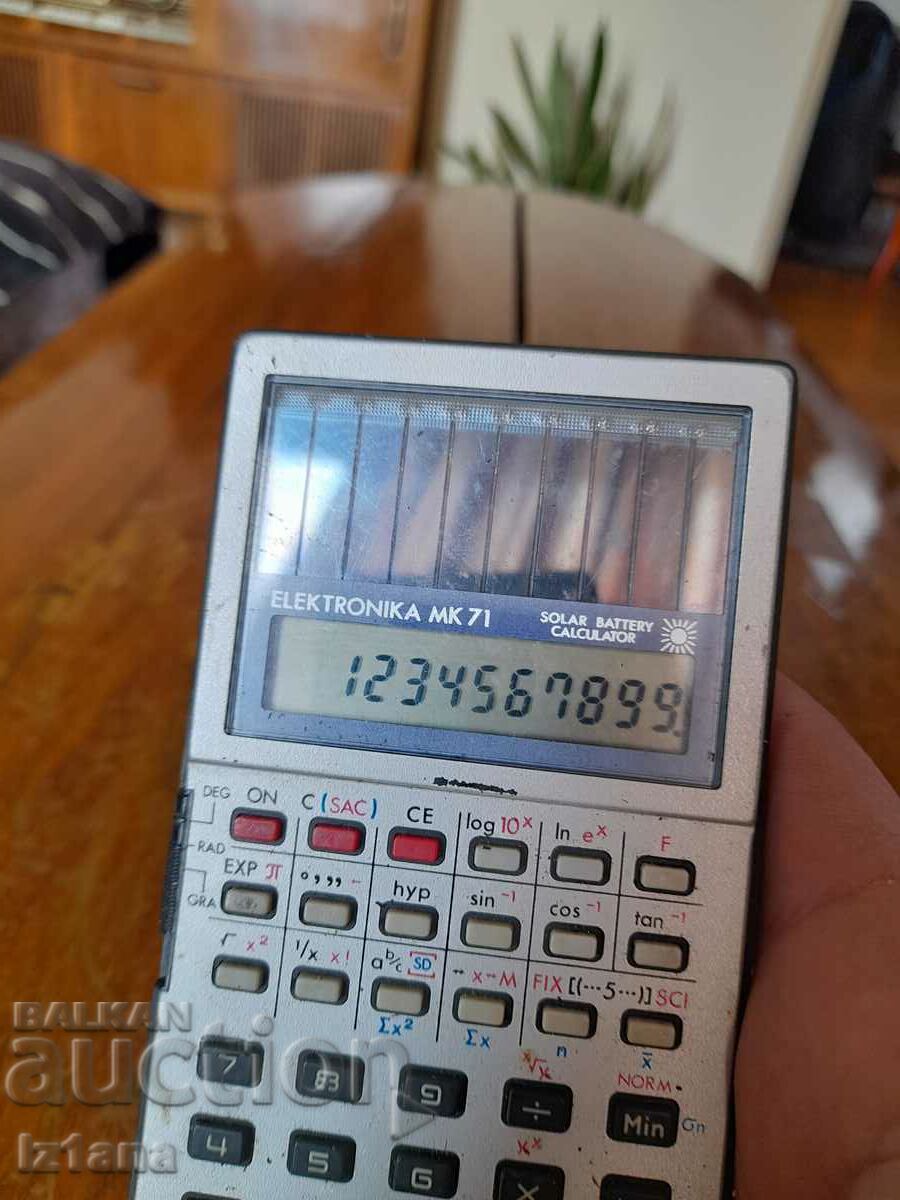 ELEKTRONIKA MK 71
SOLAR BATTERY
CALCULATOR
1234567899.
DEG ON C (SAC) CE log 10ˣ ln eˣ F
RAD
GRA EXP π ° , ,, ← hyp sin ⁻¹ cos ⁻¹ tan ⁻¹
√ x² 1/x x! a b/c SD ↔ x↔M FIX [(···5···)] SCI
Σx² Σx n x̄
7 8 9 ˣ√x ÷ NORM Min Gn
4 5 6 ×
BALKAN
auction
iz1ana